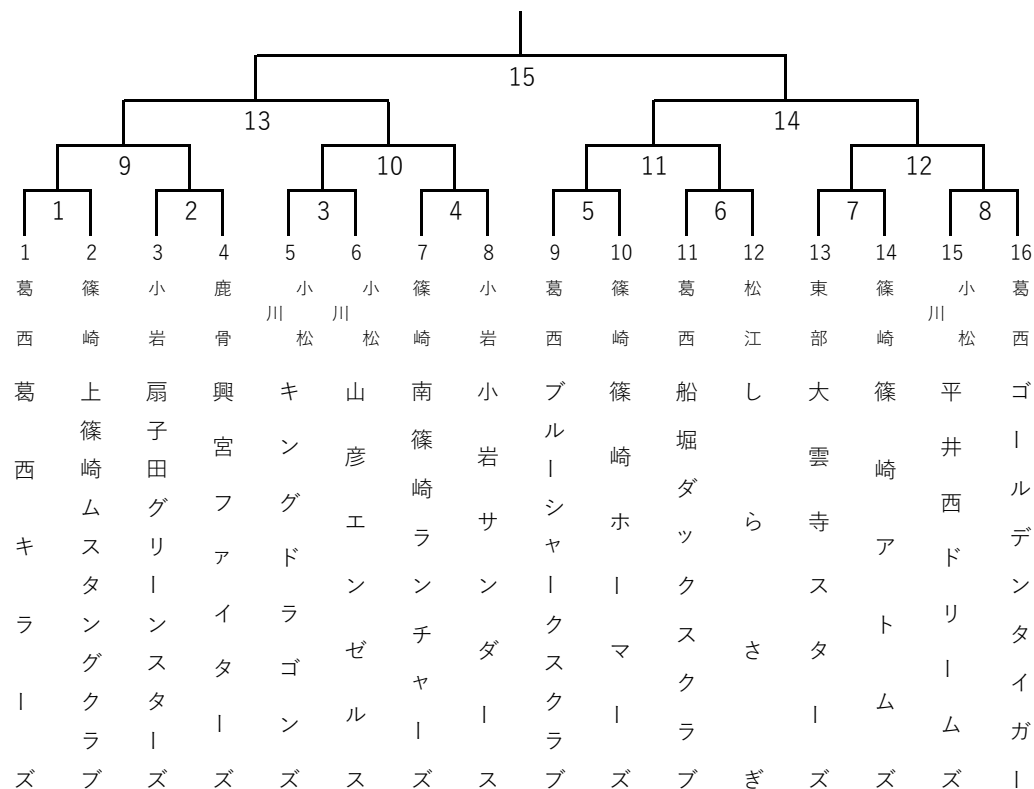 15
13
14
9
10
11
12
1
2
3
4
5
6
7
8
1
2
3
4
5
6
7
8
9
10
11
12
13
14
15
16
葛西
篠崎
小岩
鹿骨
小松川
小松川
篠崎
小岩
葛西
篠崎
葛西
松江
東部
篠崎
小松川
葛西
葛西キラーズ
上篠崎ムスタングクラブ
扇子田グリーンスターズ
興宮ファイターズ
キングドラゴンズ
山彦エンゼルス
南篠崎ランチャーズ
小岩サンダース
ブルーシャークスクラブ
篠崎ホーマーズ
船堀ダックスクラブ
しらさぎ
大雲寺スターズ
篠崎アトムズ
平井西ドリームズ
ゴールデンタイガー